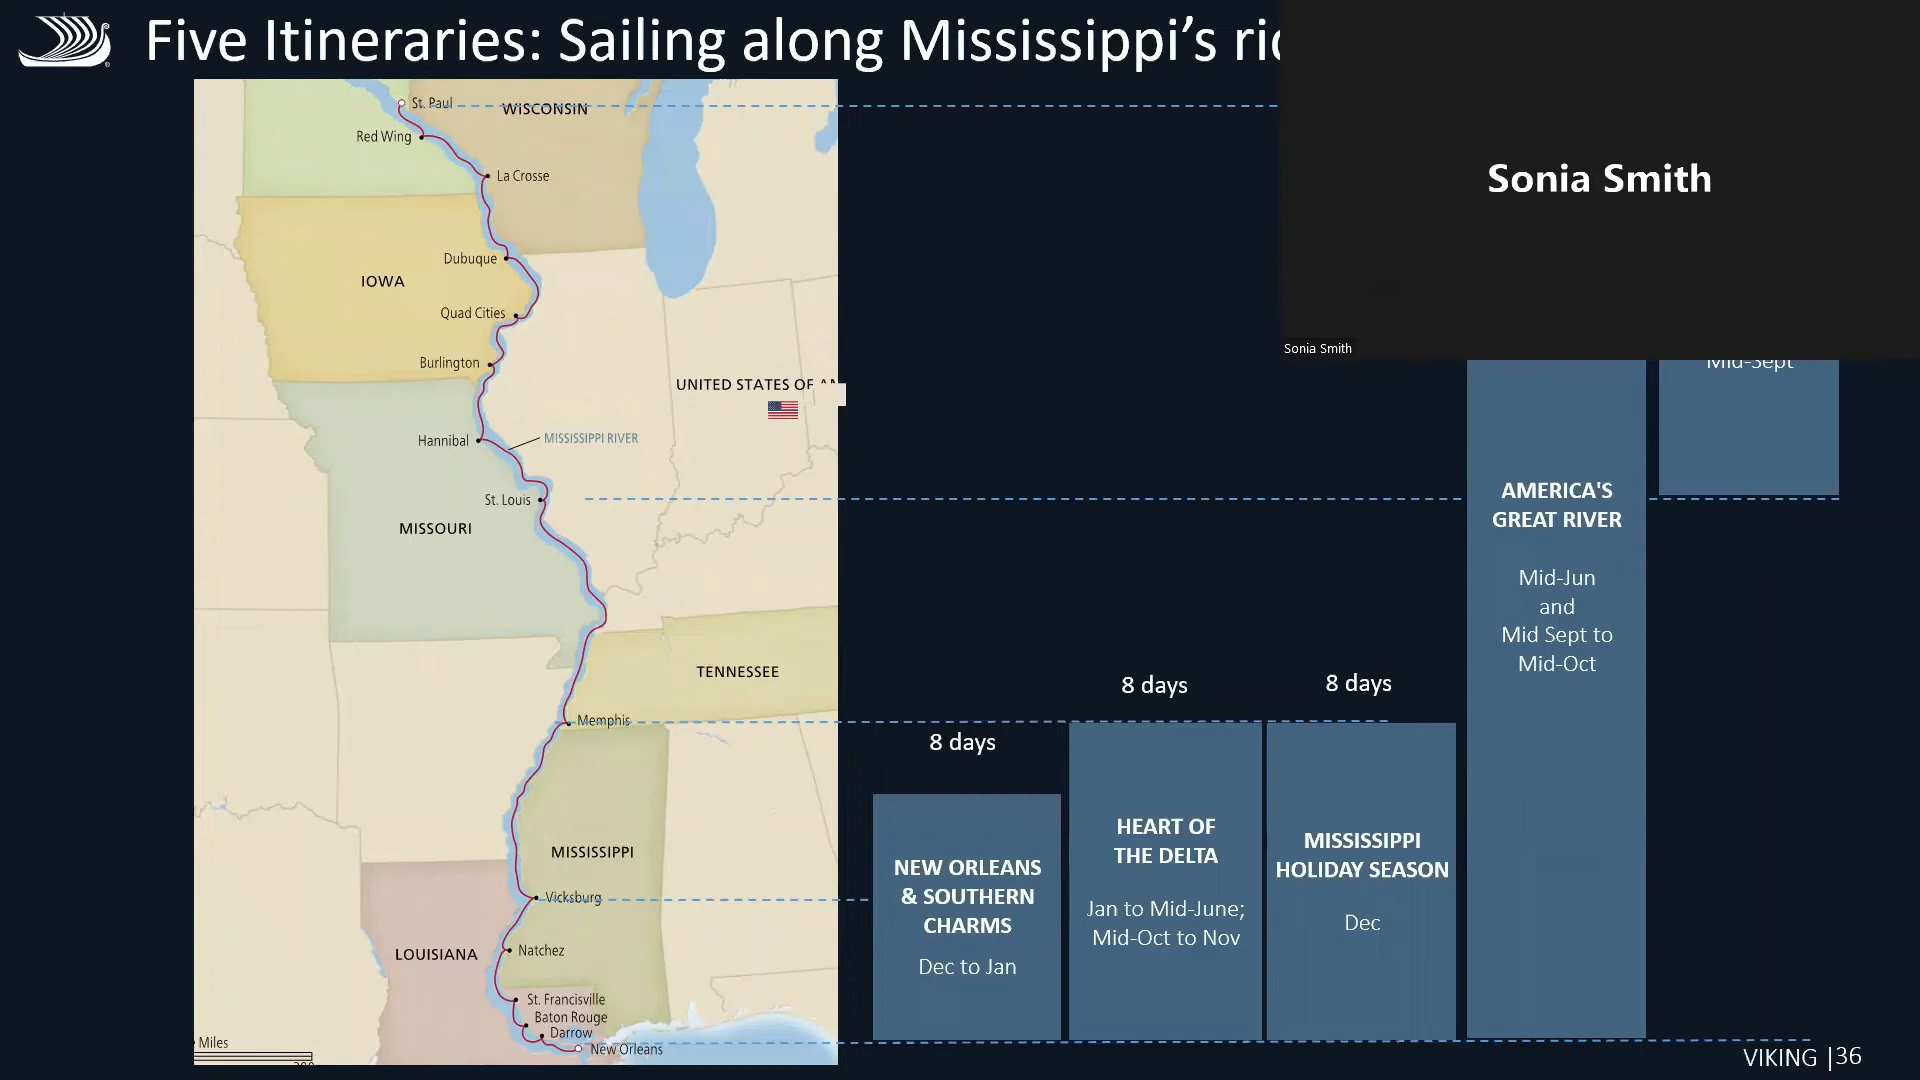 Five Itineraries: Sailing along Mississippi's
Sonia Smith
Sonia Smith
St. Paul
WISCONSIN
Red Wing
La Crosse
Dubuque
IOWA
Quad Cities
Burlington
UNITED STATES OF
Hannibal
MISSISSIPPI RIVER
St. Louis
MISSOURI
TENNESSEE
Memphis
MISSISSIPPI
Vicksburg
LOUISIANA
Natchez
St. Francisville
Baton Rouge
Darrow
New Orleans
Miles
8 days
NEW ORLEANS
& SOUTHERN
CHARMS
Dec to Jan
8 days
HEART OF
THE DELTA
Jan to Mid-June;
Mid-Oct to Nov
8 days
MISSISSIPPI
HOLIDAY SEASON
Dec
AMERICA'S
GREAT RIVER
Mid-Jun
and
Mid Sept to
Mid-Oct
Mid-Sept
VIKING |36